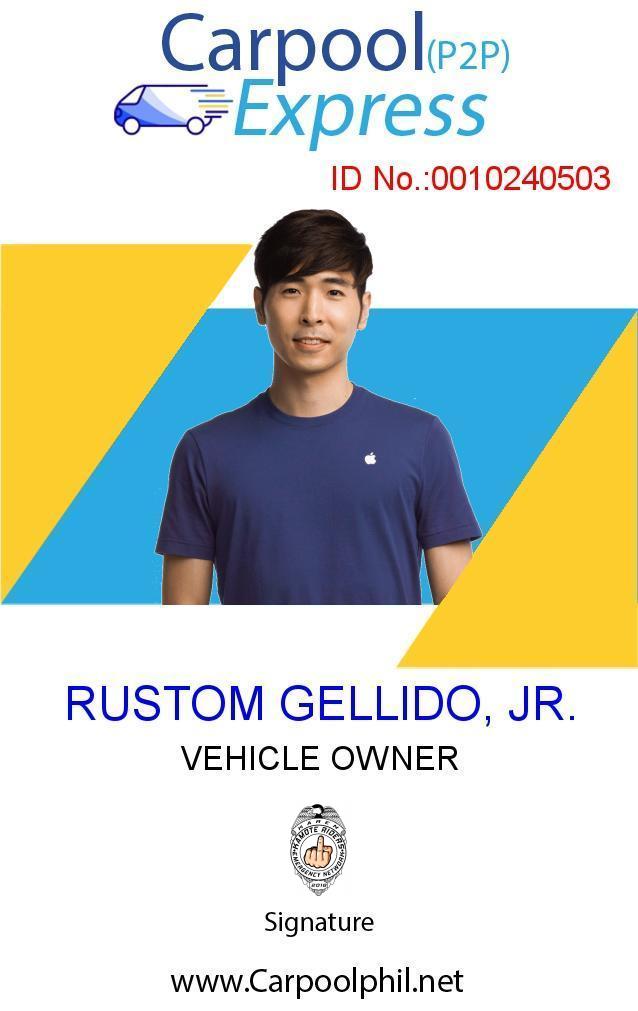 Carpool(P2P)
Express
ID No.:0010240503
RUSTOM GELLIDO, JR.
VEHICLE OWNER
KAMOTE RIDERS
EMERGENCY NETWORK
2016
Signature
www.Carpoolphil.net